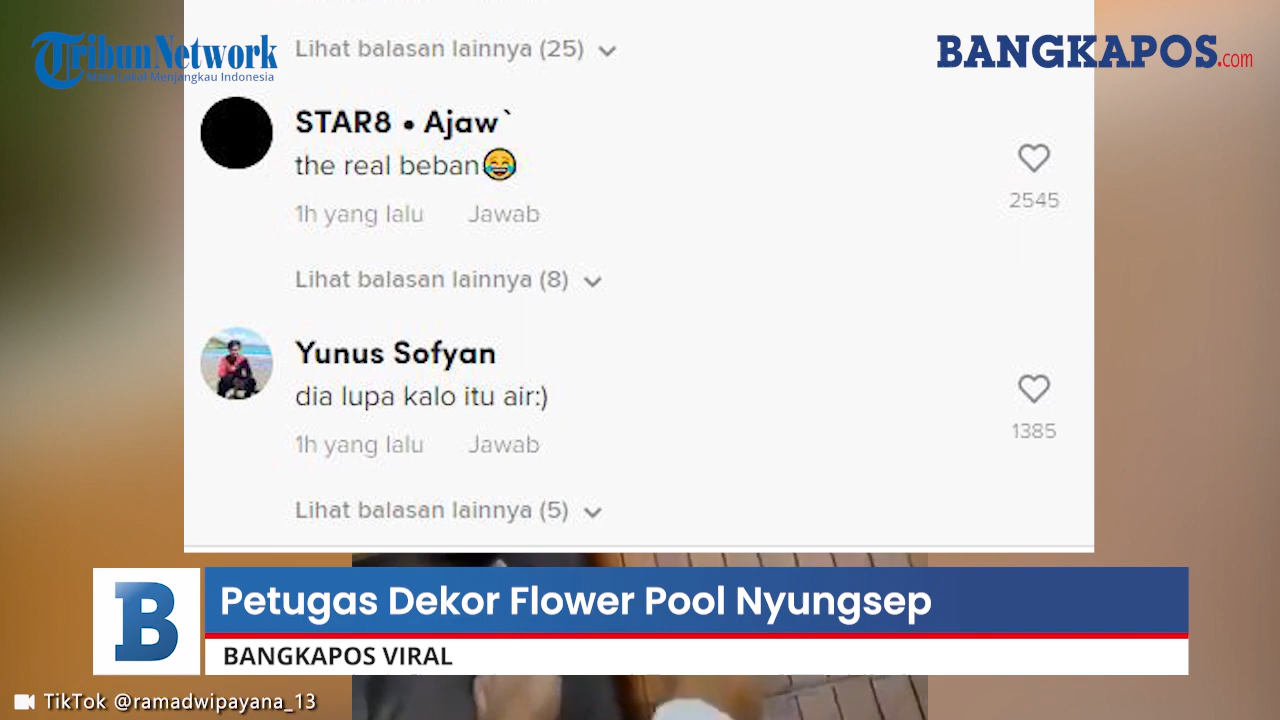 TribunNetwork
Mata Lokal Menjangkau Indonesia
BANGKAPOS.com
Lihat balasan lainnya (25)
STAR8 • Ajaw`
the real beban😂
2545
1h yang lalu Jawab
Lihat balasan lainnya (8)
Yunus Sofyan
dia lupa kalo itu air:)
1385
1h yang lalu Jawab
Lihat balasan lainnya (5)
B
Petugas Dekor Flower Pool Nyungsep
BANGKAPOS VIRAL
TikTok @ramadwipayana_13